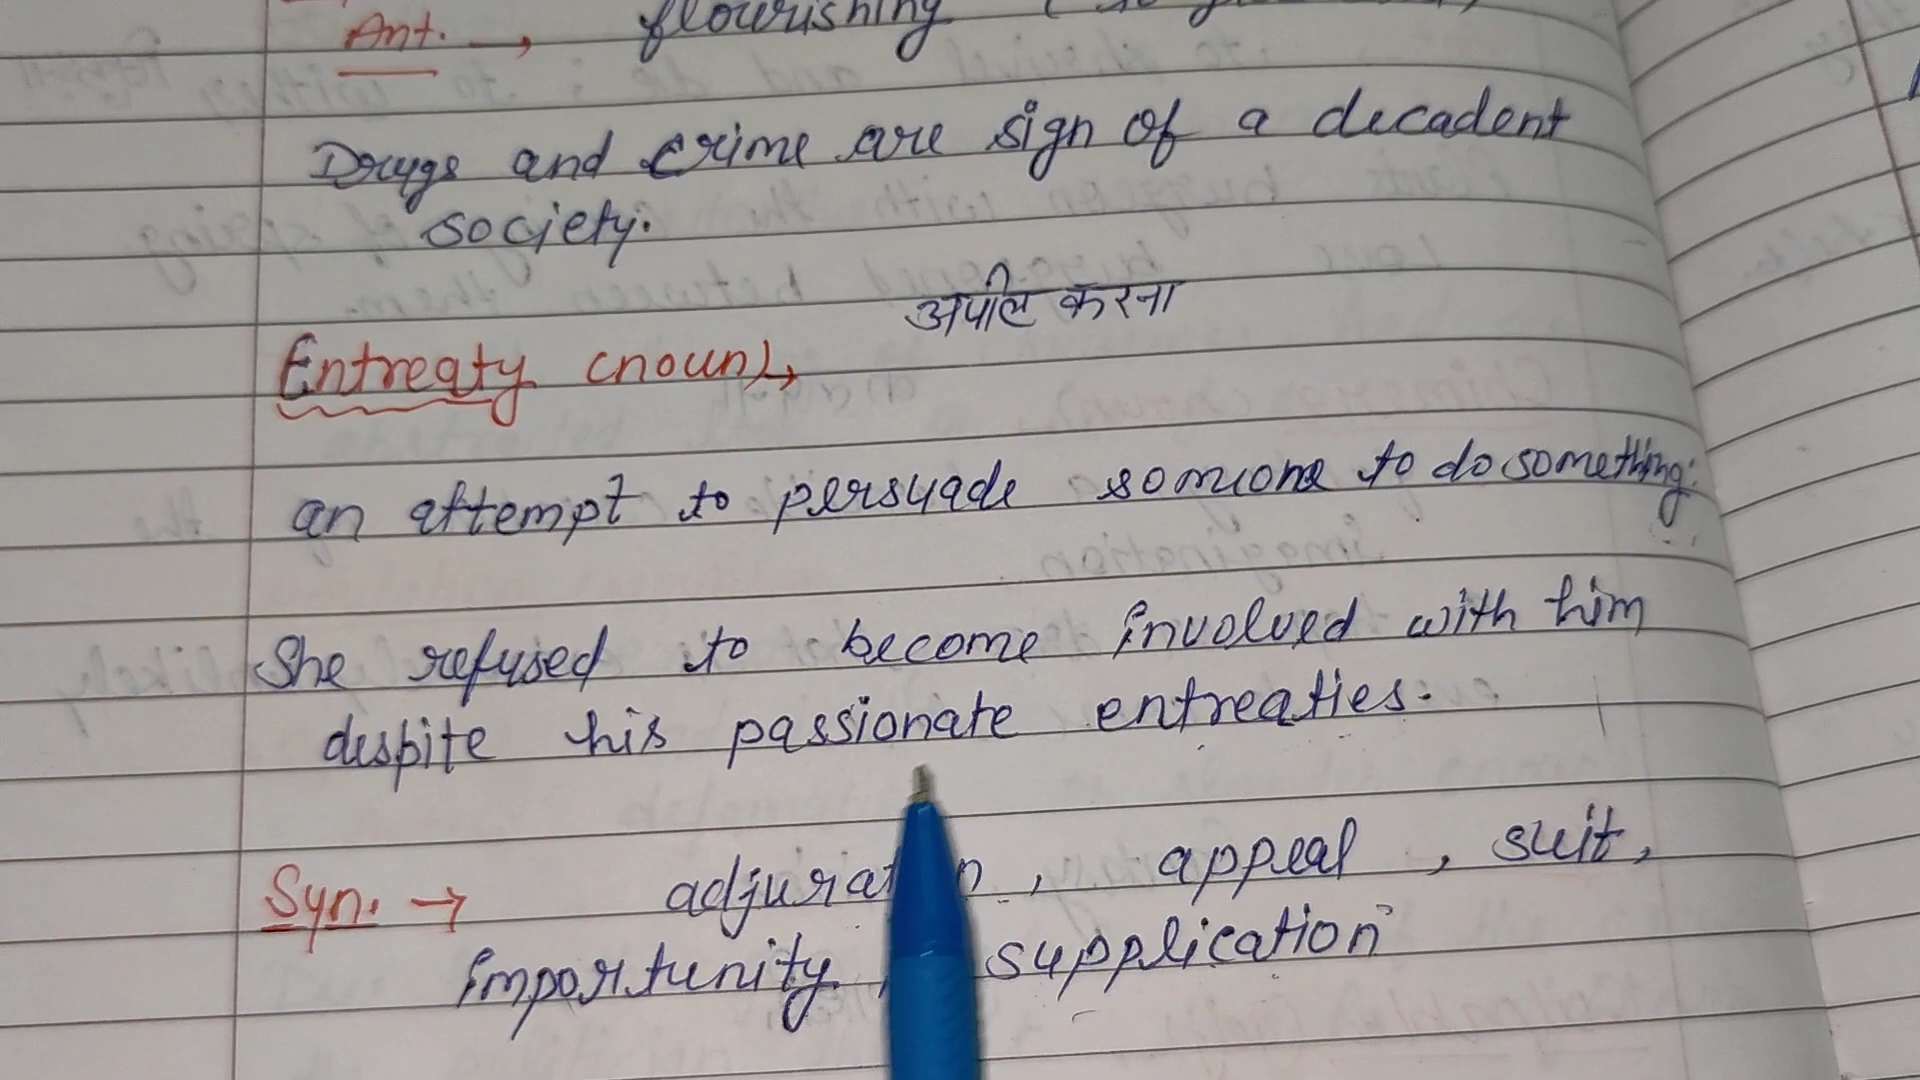 Ant. → flourishing
Drugs and crime are sign of a decadent
society.
अपील करना
Entreaty (noun)→
an attempt to persuade someone to do something.
She refused to become involved with him
despite his passionate entreaties.
Syn. → adjuration, appeal, suit,
importunity, supplication